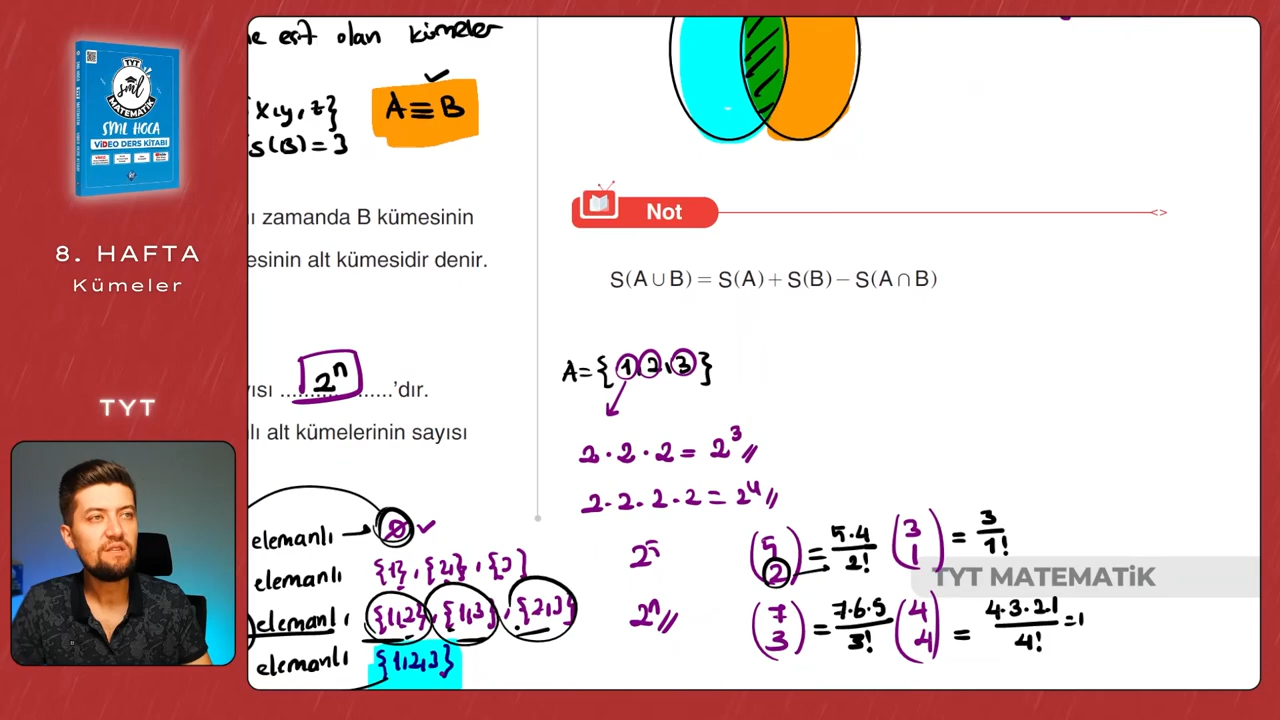 TYT
sml
MATEMATİK
SML HOCA
VİDEO DERS KİTABI
8. HAFTA
Kümeler
TYT
olan kümeler
x,y,z}
A≡B
s(B)=3
zamanda B kümesinin
esinin alt kümesidir denir.
2ⁿ
ısı ..................'dır.
lı alt kümelerinin sayısı
elemanlı → ∅ ✓
elemanlı {1},{2},{3}
elemanlı {1,2},{1,3},{2,3}
elemanlı {1,2,3}
Not
S(A∪B) = S(A) + S(B) − S(A∩B)
A={1,2,3}
2·2·2=2³//
2·2·2·2=2⁴//
2⁵
2ⁿ//
(5 2) = 5·4/2! (3 1) = 3/1!
(7 3) = 7·6·5/3! (4 4) = 4·3·2·1/4! =1
TYT MATEMATİK